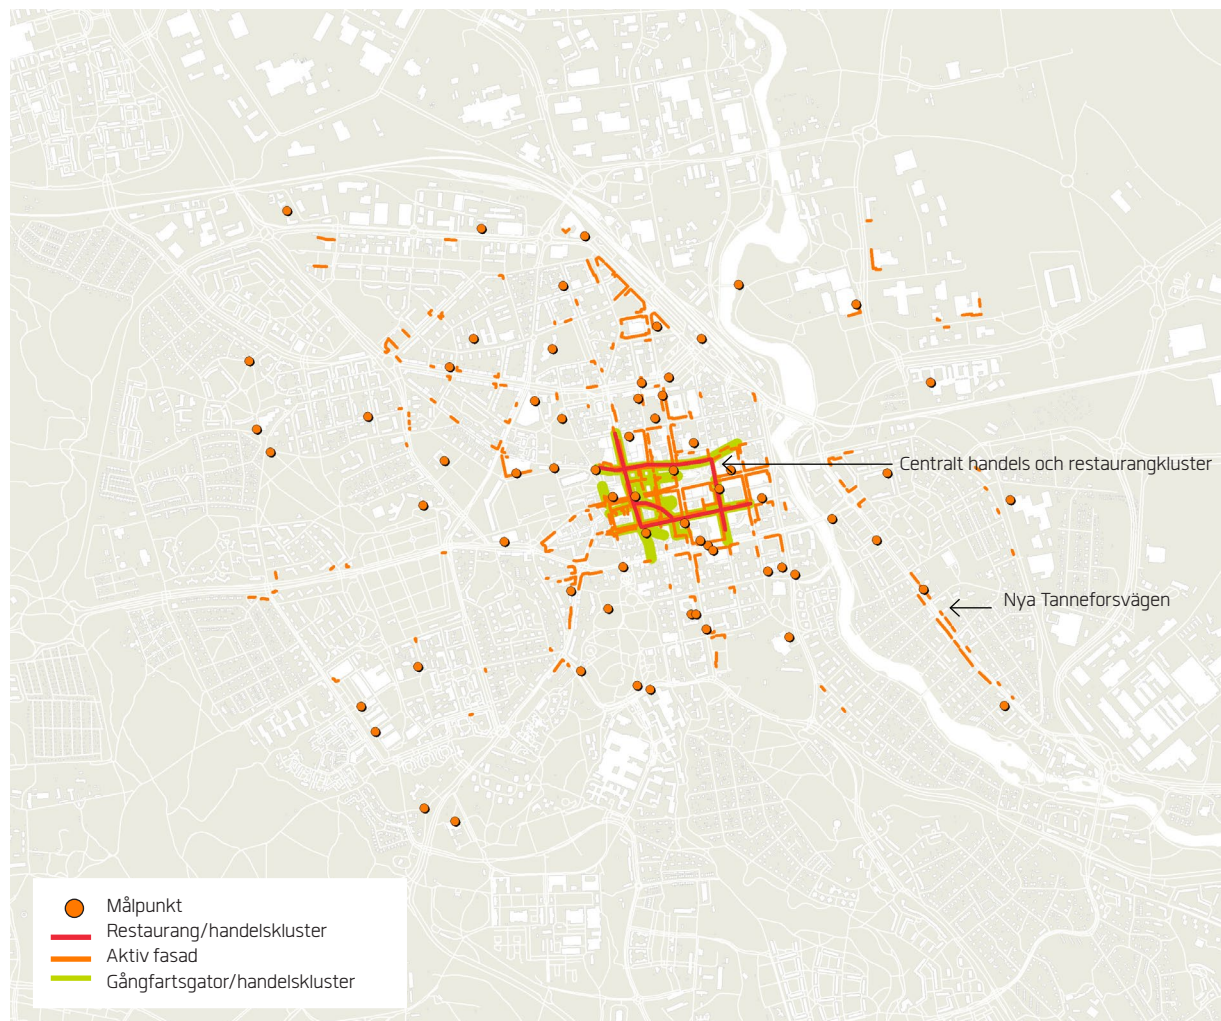 Centralt handels och restaurangkluster
Nya Tanneforsvägen
Målpunkt
Restaurang/handelskluster
Aktiv fasad
Gångfartsgator/handelskluster